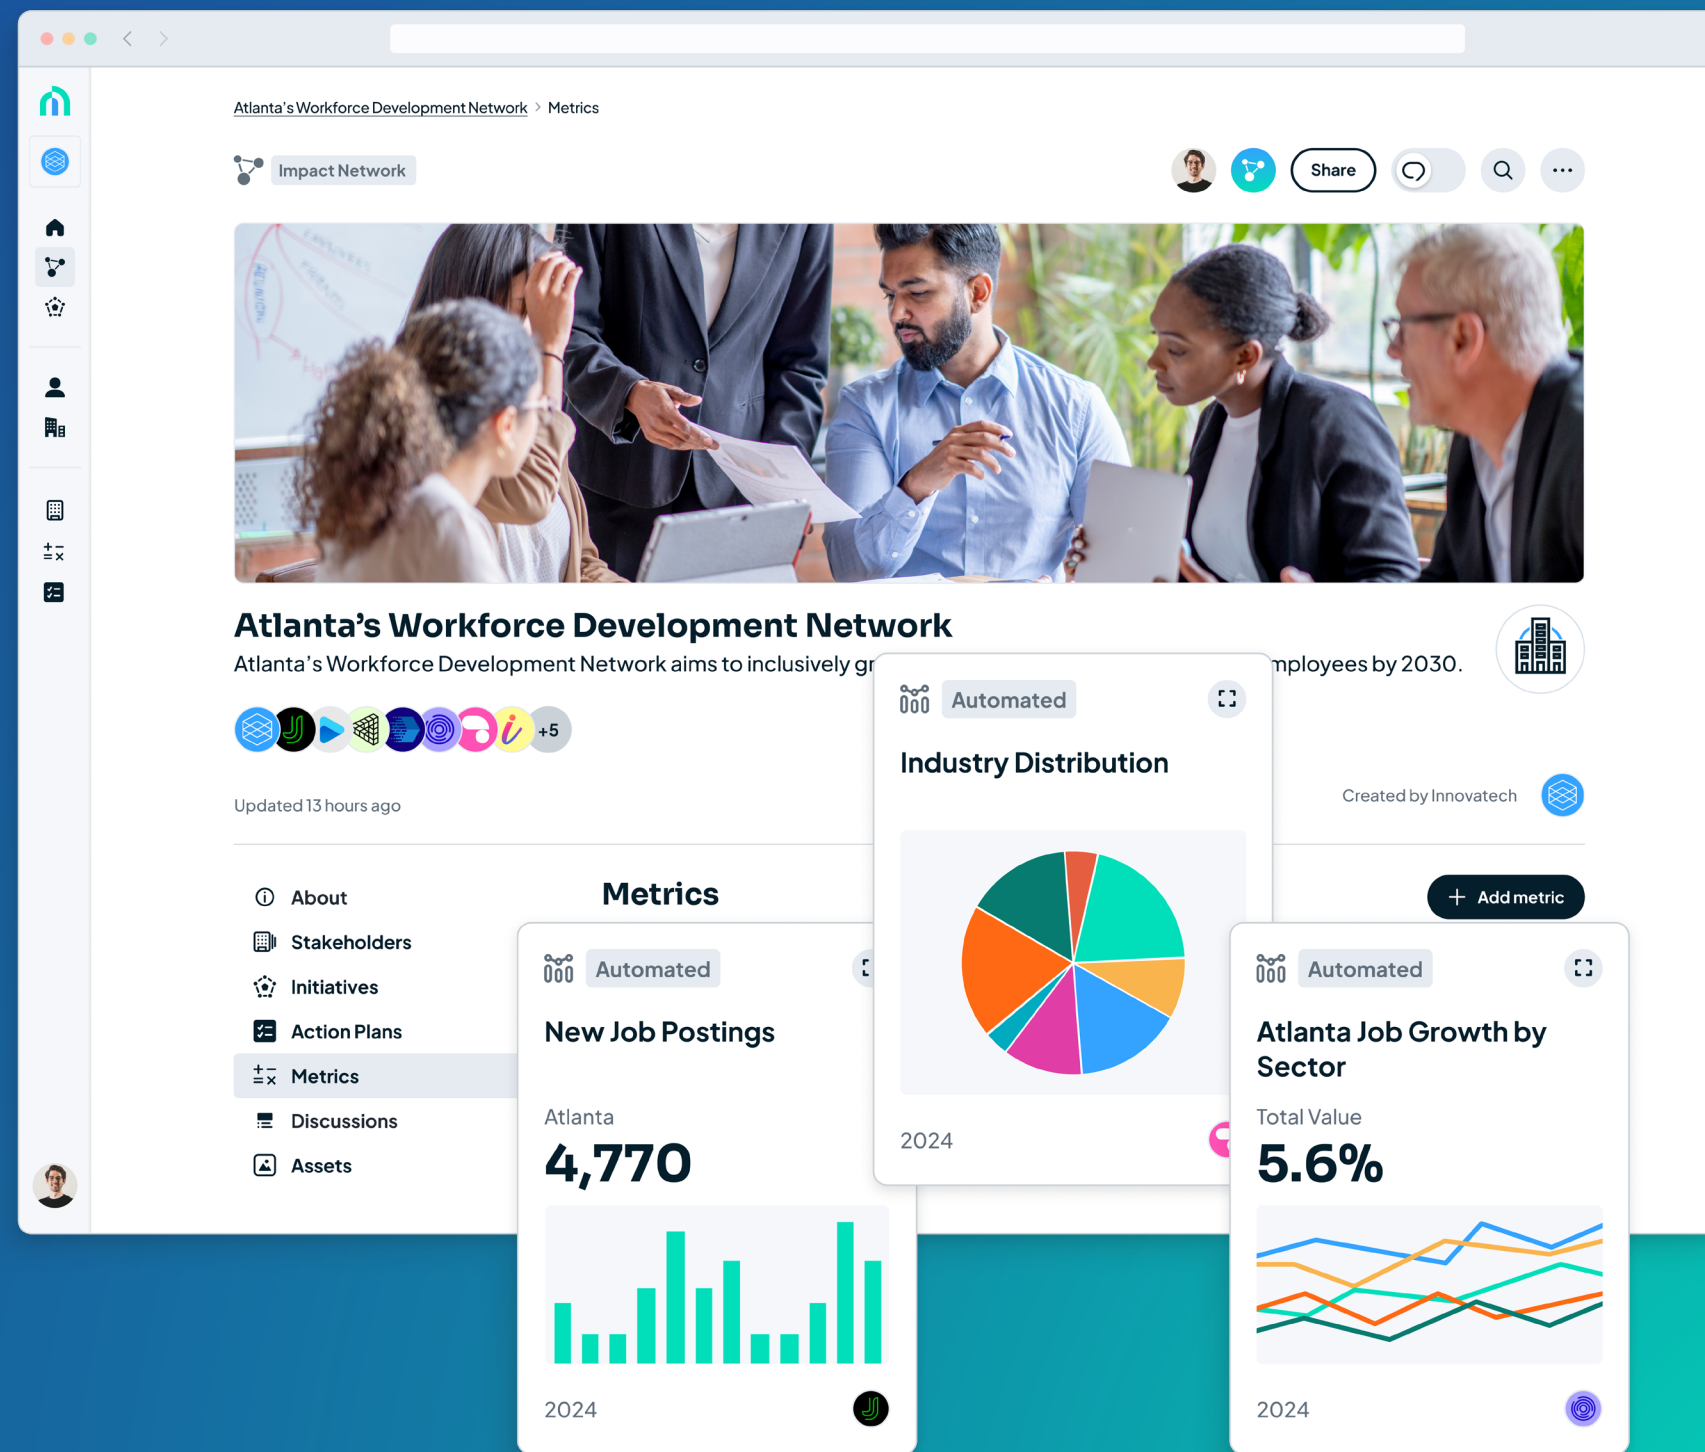 Atlanta's Workforce Development Network > Metrics
Impact Network
Share
Atlanta's Workforce Development Network
Atlanta's Workforce Development Network aims to inclusively gr
mployees by 2030.
+5
Updated 13 hours ago
Created by Innovatech
About
Stakeholders
Initiatives
Action Plans
Metrics
Discussions
Assets
Metrics
+ Add metric
Automated
Industry Distribution
2024
Automated
New Job Postings
Atlanta
4,770
2024
Automated
Atlanta Job Growth by
Sector
Total Value
5.6%
2024